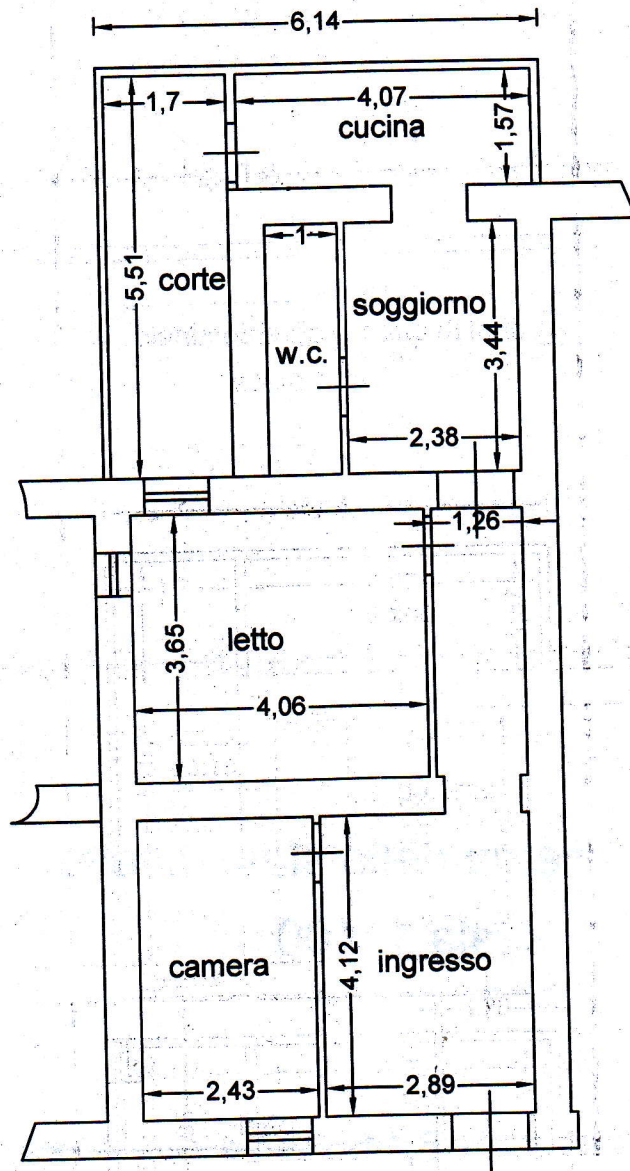 6,14
1,7
4,07
cucina
1,57
5,51
corte
1
soggiorno
w.c.
3,44
2,38
1,26
letto
3,65
4,06
camera
ingresso
4,12
2,43
2,89